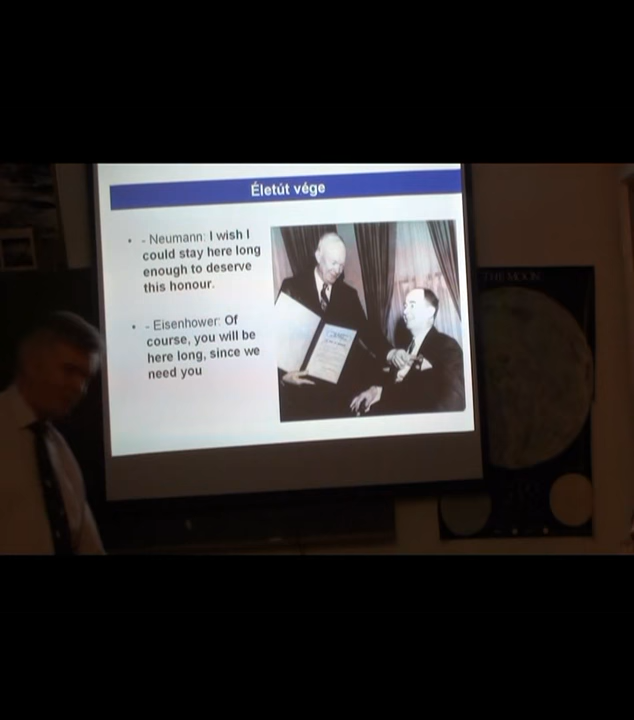 Életút vége
• - Neumann: I wish I
could stay here long
enough to deserve
this honour.
• - Eisenhower: Of
course, you will be
here long, since we
need you
THE MOON